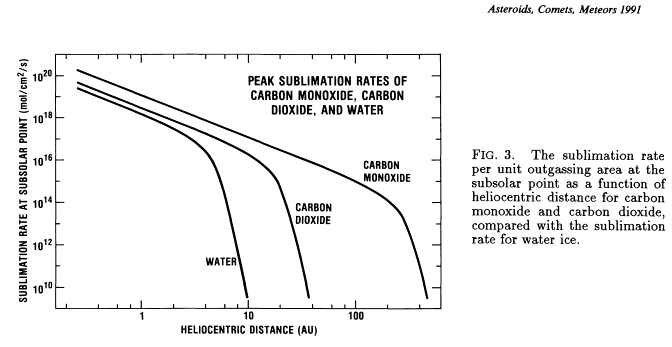 Asteroids, Comets, Meteors 1991
PEAK SUBLIMATION RATES OF
CARBON MONOXIDE, CARBON
DIOXIDE, AND WATER
SUBLIMATION RATE AT SUBSOLAR POINT (mol/cm²/s)
10²⁰
10¹⁸
10¹⁶
10¹⁴
10¹²
10¹⁰
CARBON
MONOXIDE
CARBON
DIOXIDE
WATER
1
10
100
HELIOCENTRIC DISTANCE (AU)
FIG. 3. The sublimation rate
per unit outgassing area at the
subsolar point as a function of
heliocentric distance for carbon
monoxide and carbon dioxide,
compared with the sublimation
rate for water ice.